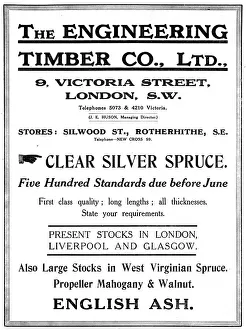 THE ENGINEERING
TIMBER CO., LTD.,
9, VICTORIA STREET,
LONDON, S.W.
Telephones 5073 & 4210 Victoria.
(J. E. HUSON, Managing Director)
STORES: SILWOOD ST., ROTHERHITHE, S.E.
Telephone—NEW CROSS 59.
CLEAR SILVER SPRUCE.
Five Hundred Standards due before June
First class quality; long lengths; all thicknesses.
State your requirements.
PRESENT STOCKS IN LONDON,
LIVERPOOL AND GLASGOW.
Also Large Stocks in West Virginian Spruce.
Propeller Mahogany & Walnut.
ENGLISH ASH.